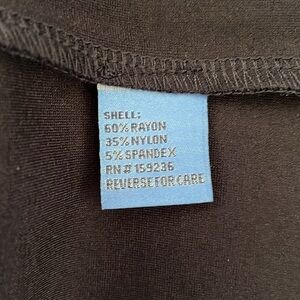 SHELL:
60% RAYON
35% NYLON
5% SPANDEX
RN # 159236
REVERSE FOR CARE